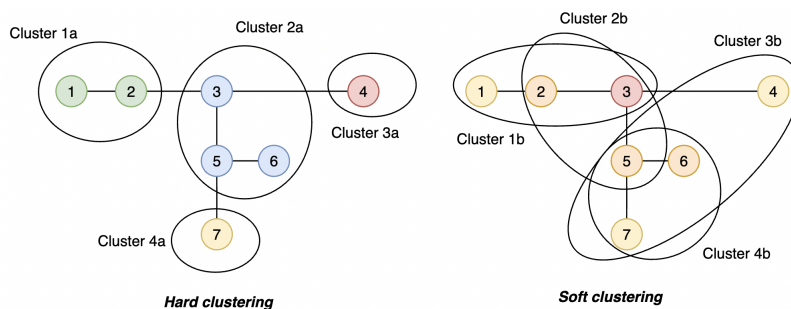 Cluster 1a
Cluster 2a
1
2
3
4
Cluster 3a
5
6
Cluster 4a
7
Hard clustering
Cluster 2b
Cluster 3b
1
2
3
4
Cluster 1b
5
6
7
Cluster 4b
Soft clustering